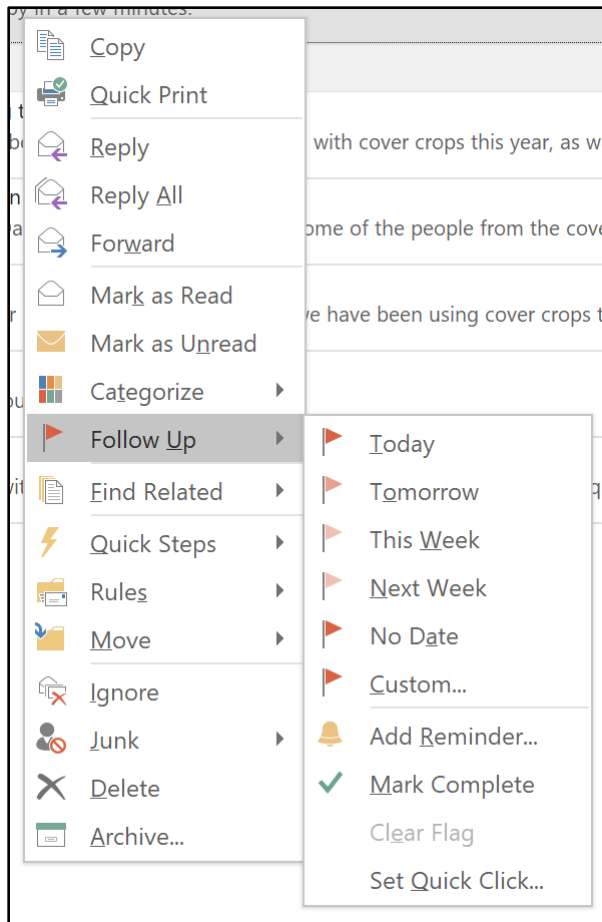 in a few minutes.
Copy
Quick Print
with cover crops this year, as
Reply
Reply All
of the people from the
Forward
Mark as Read
have been using cover crops
Mark as Unread
Categorize
Follow Up
Find Related
Quick Steps
Rules
Move
Ignore
Junk
Delete
Archive...
Today
Tomorrow
This Week
Next Week
No Date
Custom...
Add Reminder...
Mark Complete
Clear Flag
Set Quick Click...